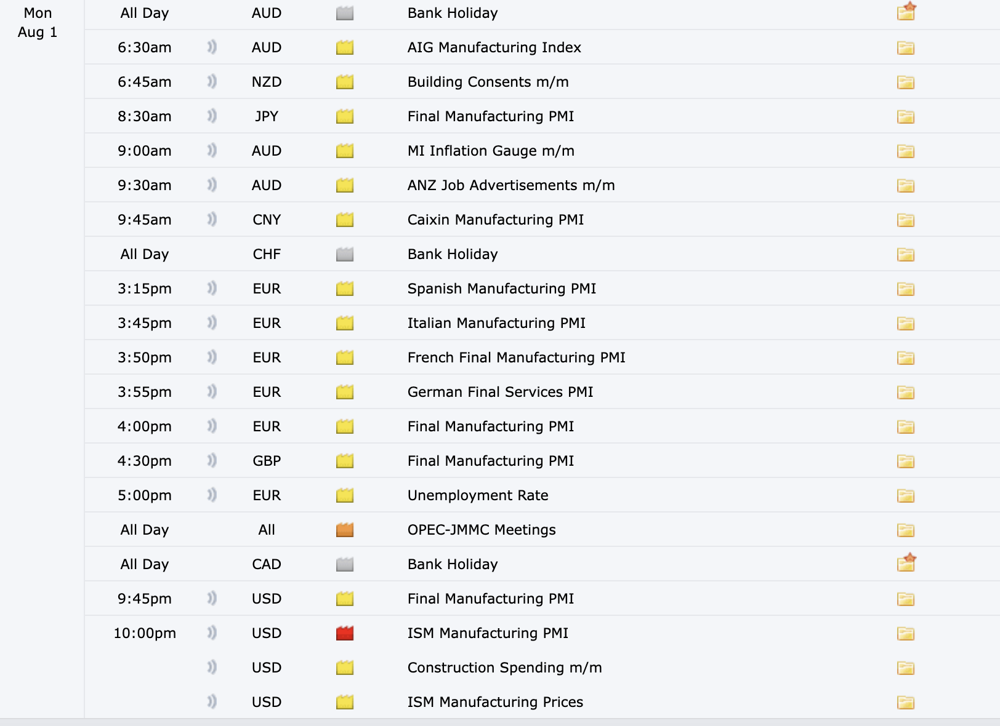 Mon
Aug 1
All Day AUD Bank Holiday
6:30am AUD AIG Manufacturing Index
6:45am NZD Building Consents m/m
8:30am JPY Final Manufacturing PMI
9:00am AUD MI Inflation Gauge m/m
9:30am AUD ANZ Job Advertisements m/m
9:45am CNY Caixin Manufacturing PMI
All Day CHF Bank Holiday
3:15pm EUR Spanish Manufacturing PMI
3:45pm EUR Italian Manufacturing PMI
3:50pm EUR French Final Manufacturing PMI
3:55pm EUR German Final Services PMI
4:00pm EUR Final Manufacturing PMI
4:30pm GBP Final Manufacturing PMI
5:00pm EUR Unemployment Rate
All Day All OPEC-JMMC Meetings
All Day CAD Bank Holiday
9:45pm USD Final Manufacturing PMI
10:00pm USD ISM Manufacturing PMI
USD Construction Spending m/m
USD ISM Manufacturing Prices